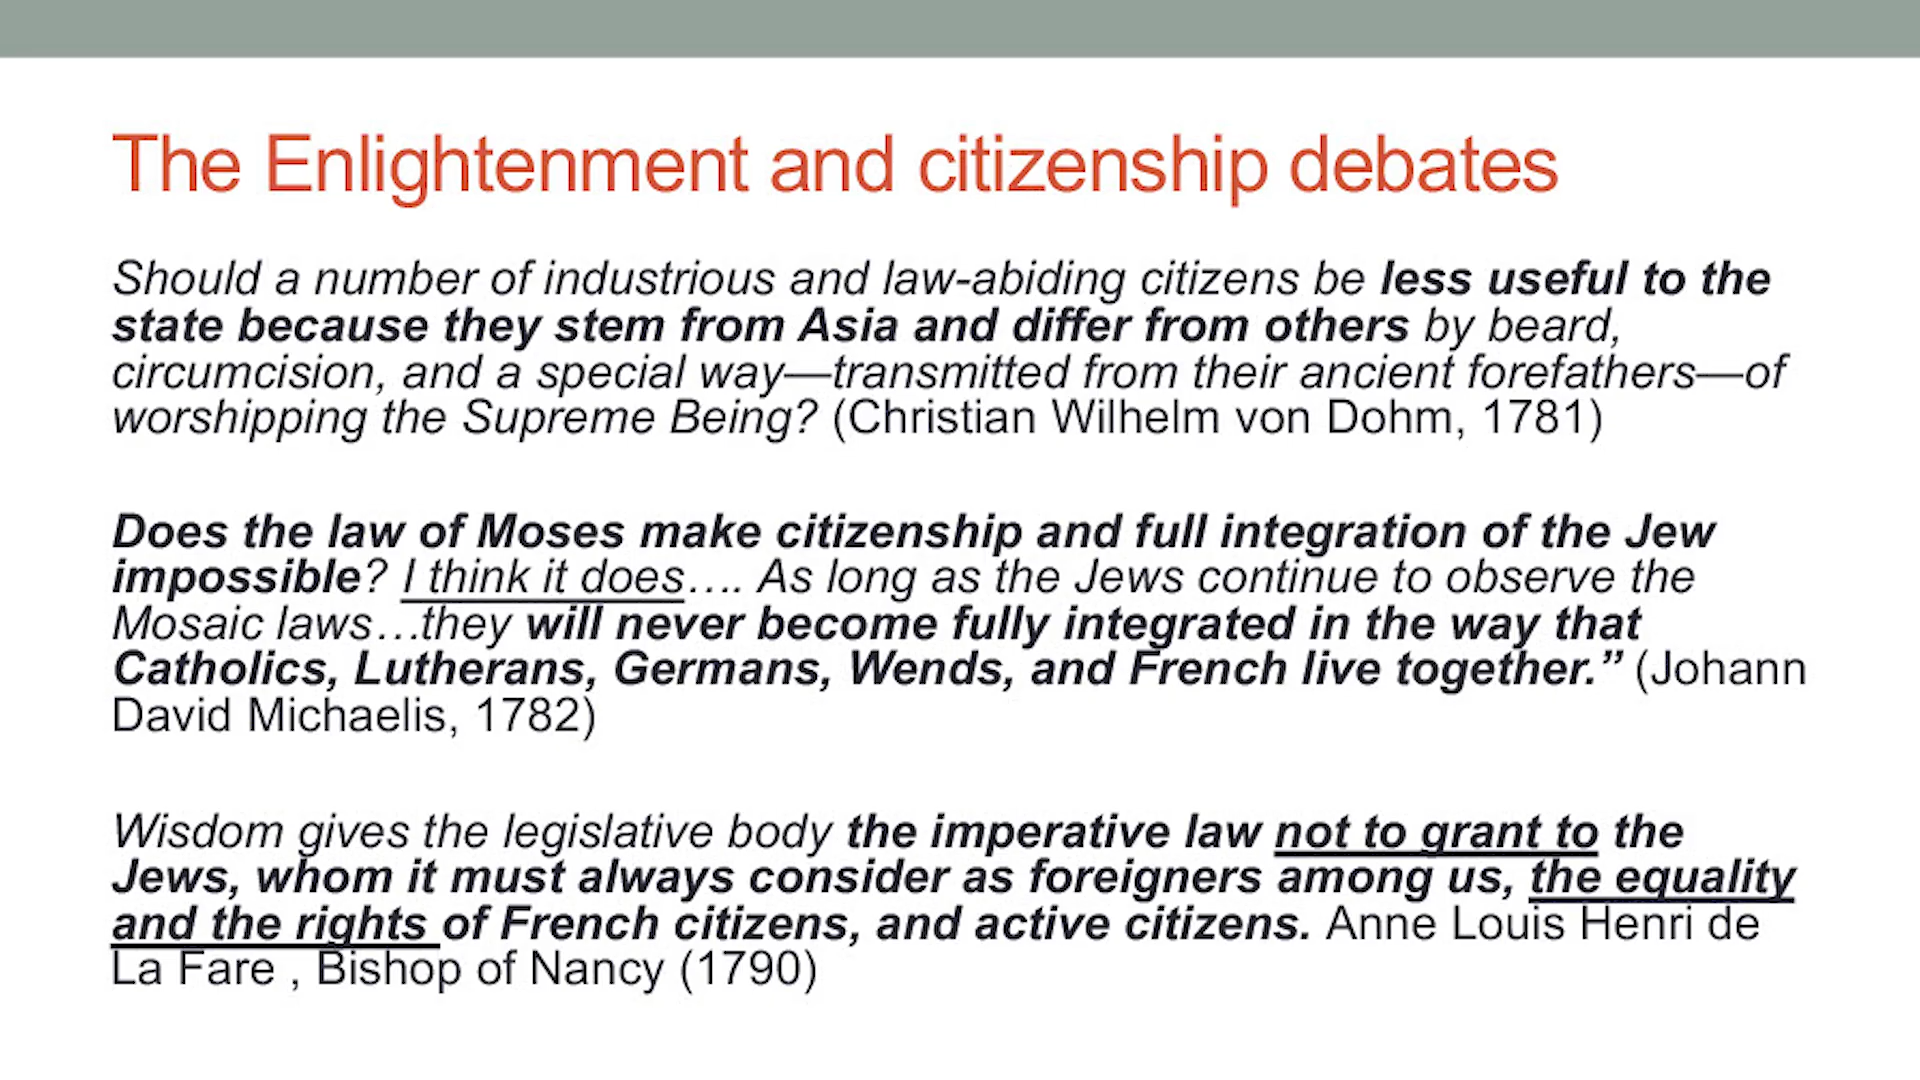 The Enlightenment and citizenship debates
Should a number of industrious and law-abiding citizens be less useful to the
state because they stem from Asia and differ from others by beard,
circumcision, and a special way—transmitted from their ancient forefathers—of
worshipping the Supreme Being? (Christian Wilhelm von Dohm, 1781)
Does the law of Moses make citizenship and full integration of the Jew
impossible? I think it does…. As long as the Jews continue to observe the
Mosaic laws…they will never become fully integrated in the way that
Catholics, Lutherans, Germans, Wends, and French live together.” (Johann
David Michaelis, 1782)
Wisdom gives the legislative body the imperative law not to grant to the
Jews, whom it must always consider as foreigners among us, the equality
and the rights of French citizens, and active citizens. Anne Louis Henri de
La Fare , Bishop of Nancy (1790)